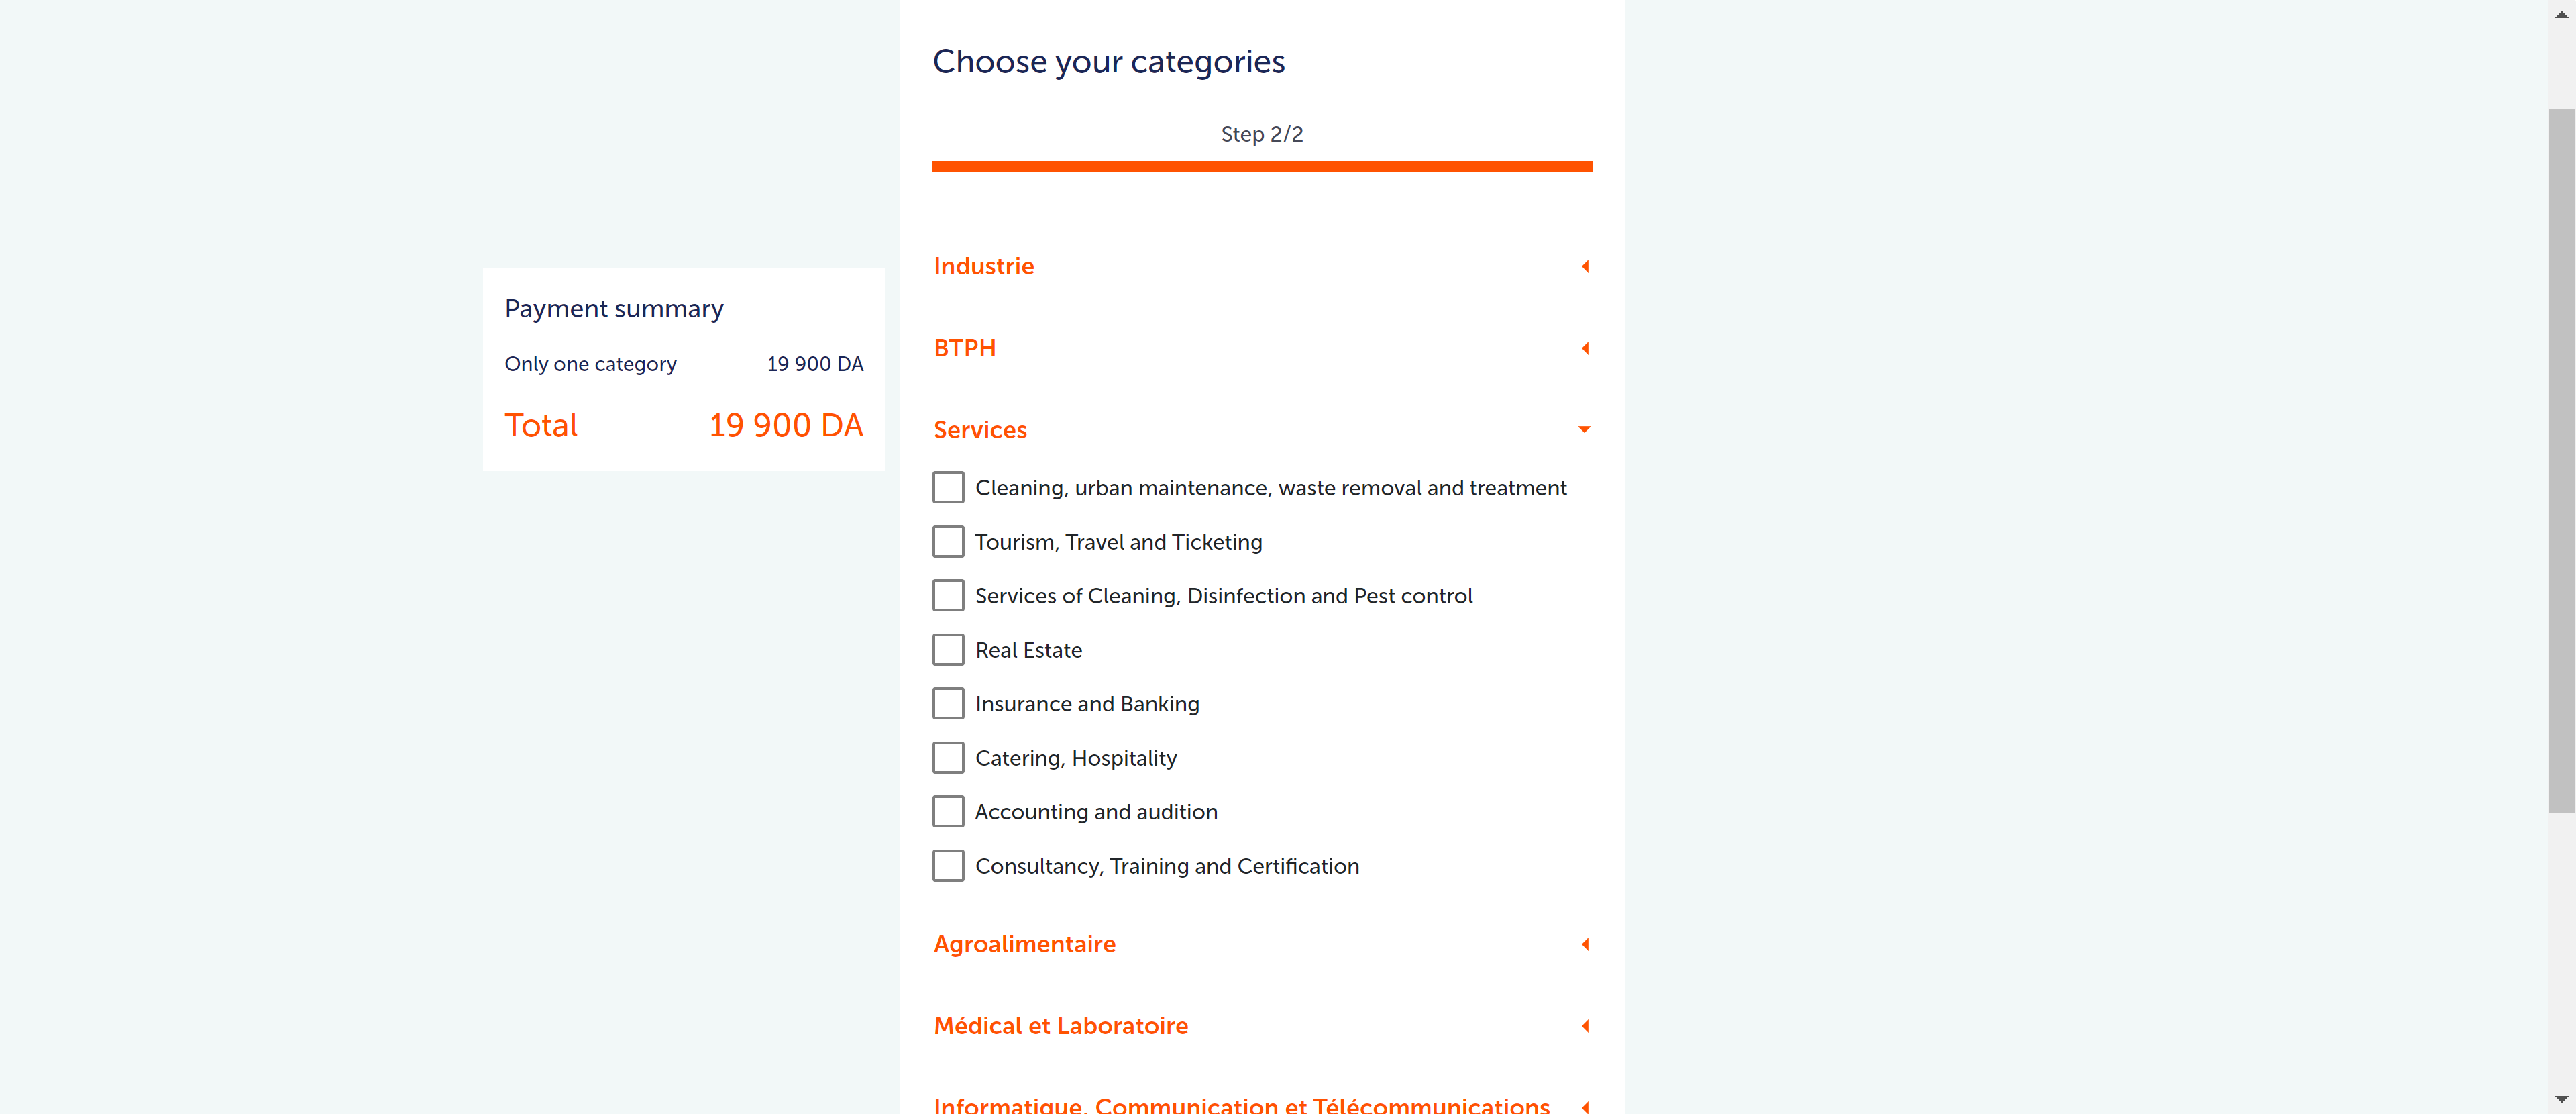 Choose your categories
Step 2/2
Payment summary
Only one category 19 900 DA
Total 19 900 DA
Industrie
BTPH
Services
Cleaning, urban maintenance, waste removal and treatment
Tourism, Travel and Ticketing
Services of Cleaning, Disinfection and Pest control
Real Estate
Insurance and Banking
Catering, Hospitality
Accounting and audition
Consultancy, Training and Certification
Agroalimentaire
Médical et Laboratoire
Informatique, Communication et Télécommunications